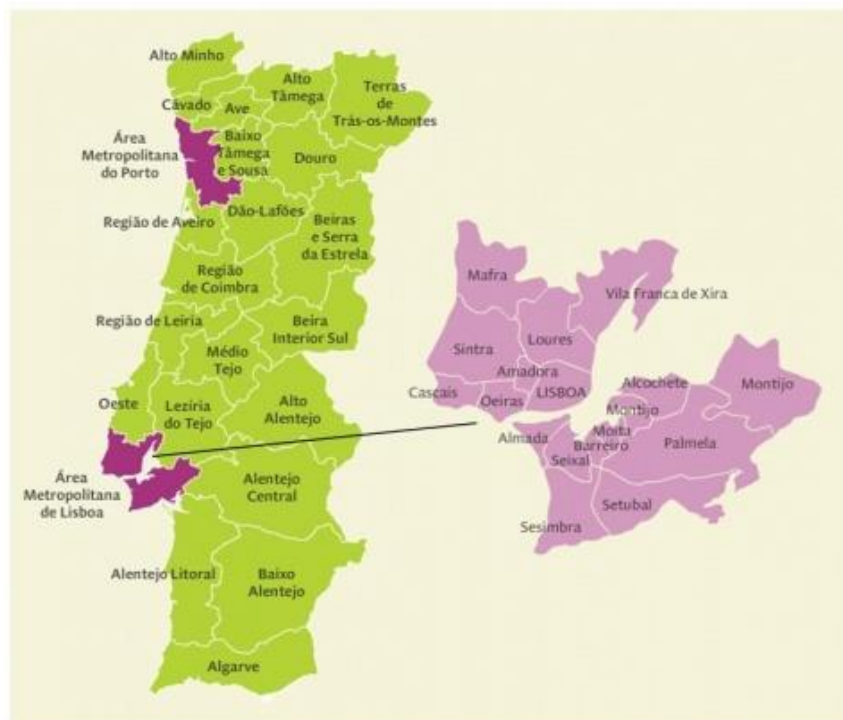 Alto Minho
Alto
Tâmega
Terras
de
Trás-os-Montes
Cávado
Ave
Área
Metropolitana
do Porto
Baixo
Tâmega
e Sousa
Douro
Região de Aveiro
Dão-Lafões
Beiras
e Serra
da Estrela
Região
de Coimbra
Região de Leiria
Beira
Interior Sul
Médio
Tejo
Oeste
Lezíria
do Tejo
Alto
Alentejo
Área
Metropolitana
de Lisboa
Alentejo
Central
Alentejo Litoral
Baixo
Alentejo
Algarve
Mafra
Vila Franca de Xira
Sintra
Loures
Amadora
Cascais
Oeiras
LISBOA
Alcochete
Montijo
Montijo
Almada
Moita
Barreiro
Seixal
Palmela
Setubal
Sesimbra